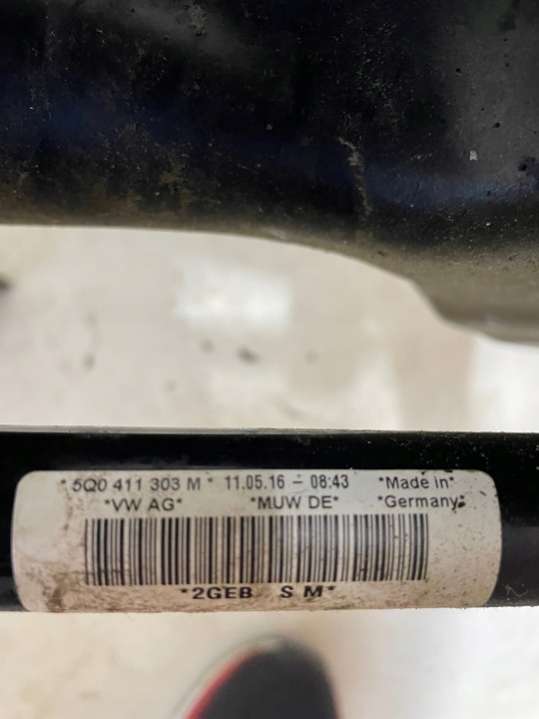 *5Q0 411 303 M* 11.05.16 – 08:43 *Made in*
*VW AG* *MUW DE* *Germany*
*2GEB S M*